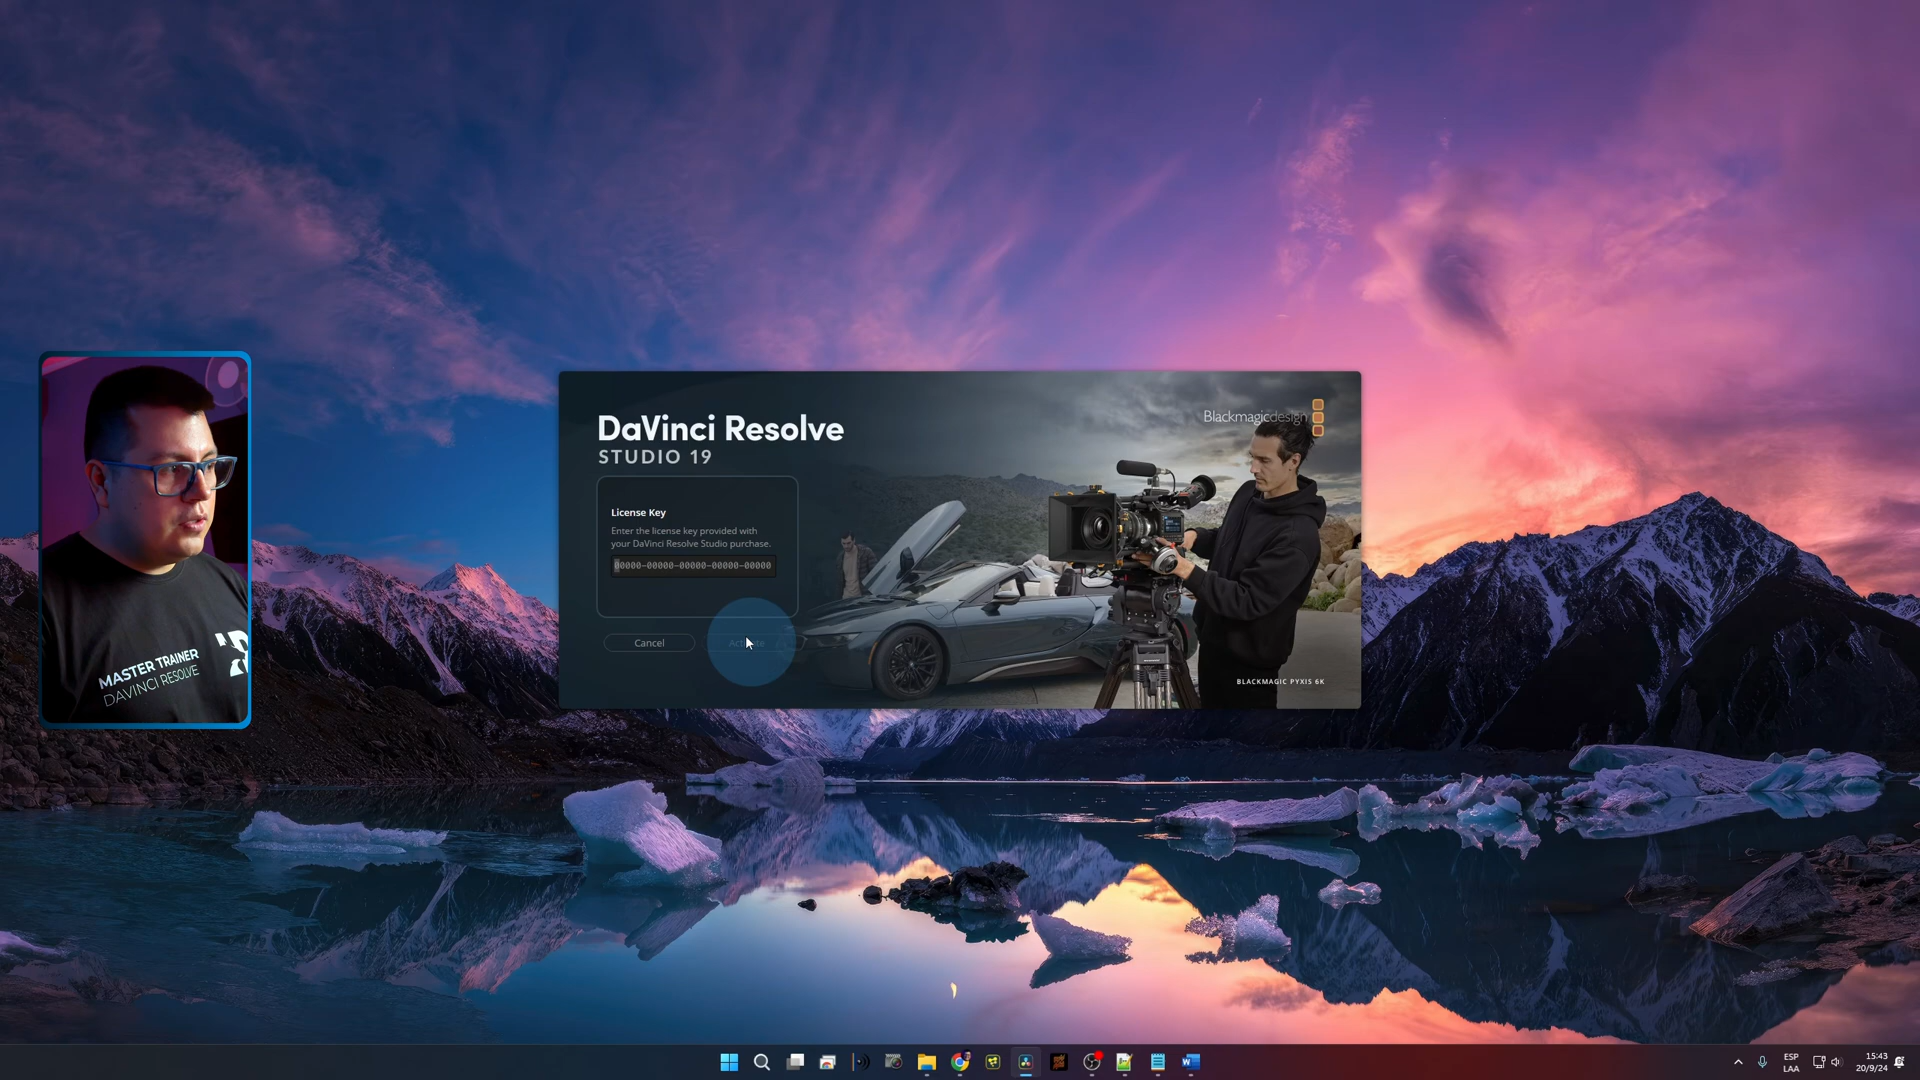 DaVinci Resolve
STUDIO 19
License Key
Enter the license key provided with
your DaVinci Resolve Studio purchase.
00000-00000-00000-00000-00000
Cancel
Activate
Blackmagicdesign
BLACKMAGIC PYXIS 6K
MASTER TRAINER
DAVINCI RESOLVE
ESP
LAA
15:43
20/9/24